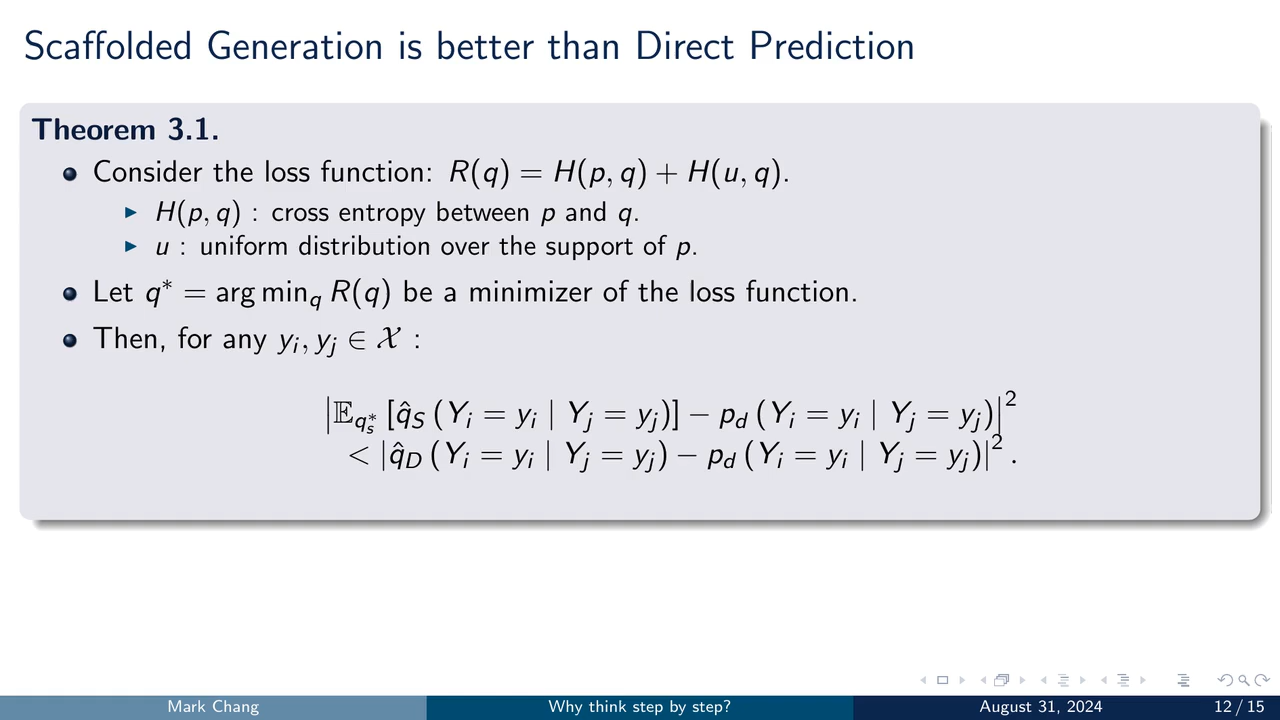 Scaffolded Generation is better than Direct Prediction
Theorem 3.1.
Consider the loss function: R(q) = H(p, q) + H(u, q).
H(p, q) : cross entropy between p and q.
u : uniform distribution over the support of p.
Let q* = arg min_q R(q) be a minimizer of the loss function.
Then, for any y_i, y_j ∈ 𝒳 :
|𝔼_{q_s^*} [q̂_S (Y_i = y_i | Y_j = y_j)] − p_d (Y_i = y_i | Y_j = y_j)|^2
< |q̂_D (Y_i = y_i | Y_j = y_j) − p_d (Y_i = y_i | Y_j = y_j)|^2 .
Mark Chang
Why think step by step?
August 31, 2024
12 / 15